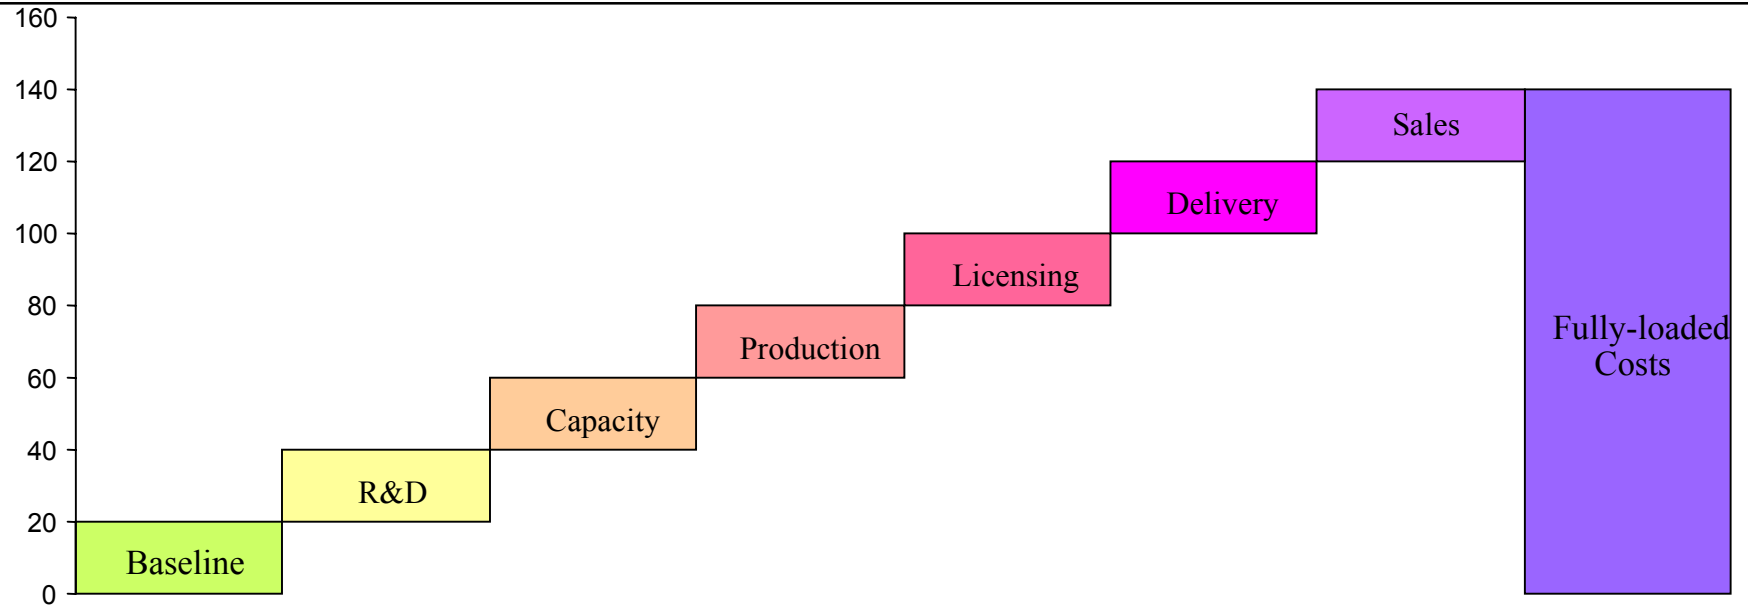 160
140
120
100
80
60
40
20
0
Baseline
R&D
Capacity
Production
Licensing
Delivery
Sales
Fully-loaded
Costs